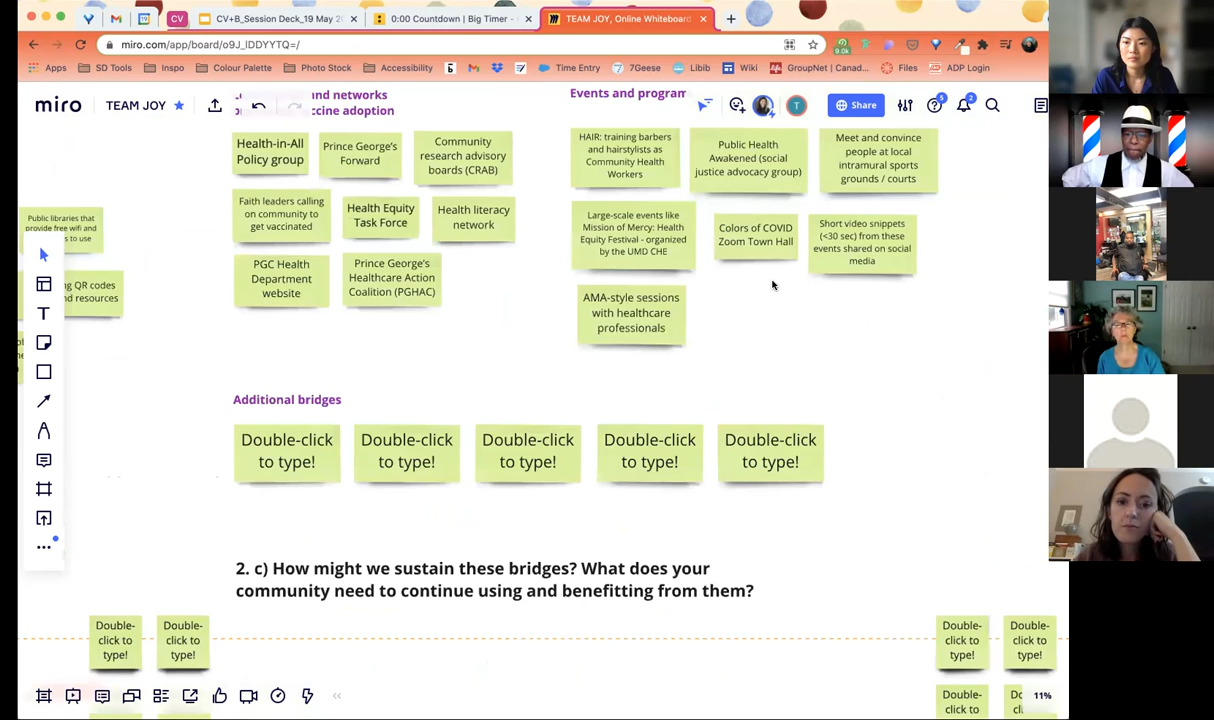 CV
CV+B_Session Deck_19 May 20
0:00 Countdown | Big Timer -
TEAM JOY, Online Whiteboard
miro.com/app/board/o9J_lDDYYTQ=/
9.0k
Apps
SD Tools
Inspo
Colour Palette
Photo Stock
Accessibility
Time Entry
7Geese
Libib
Wiki
GroupNet | Canad...
Files
ADP Login
miro
TEAM JOY
T
Share
5
2
and networks
ccine adoption
Events and program
Health-in-All
Policy group
Prince George's
Forward
Community
research advisory
boards (CRAB)
Faith leaders calling
on community to
get vaccinated
Health Equity
Task Force
Health literacy
network
PGC Health
Department
website
Prince George's
Healthcare Action
Coalition (PGHAC)
HAIR: training barbers
and hairstylists as
Community Health
Workers
Public Health
Awakened (social
justice advocacy group)
Meet and convince
people at local
intramural sports
grounds / courts
Large-scale events like
Mission of Mercy: Health
Equity Festival - organized
by the UMD CHE
Colors of COVID
Zoom Town Hall
Short video snippets
(<30 sec) from these
events shared on social
media
AMA-style sessions
with healthcare
professionals
Public libraries that
provide free wifi and
s to use
ng QR codes
nd resources
Additional bridges
Double-click
to type!
Double-click
to type!
Double-click
to type!
Double-click
to type!
Double-click
to type!
2. c) How might we sustain these bridges? What does your
community need to continue using and benefitting from them?
Double-
click to
type!
Double-
click to
type!
Double-
click to
type!
Double-
click to
type!
Double-
click to
11%